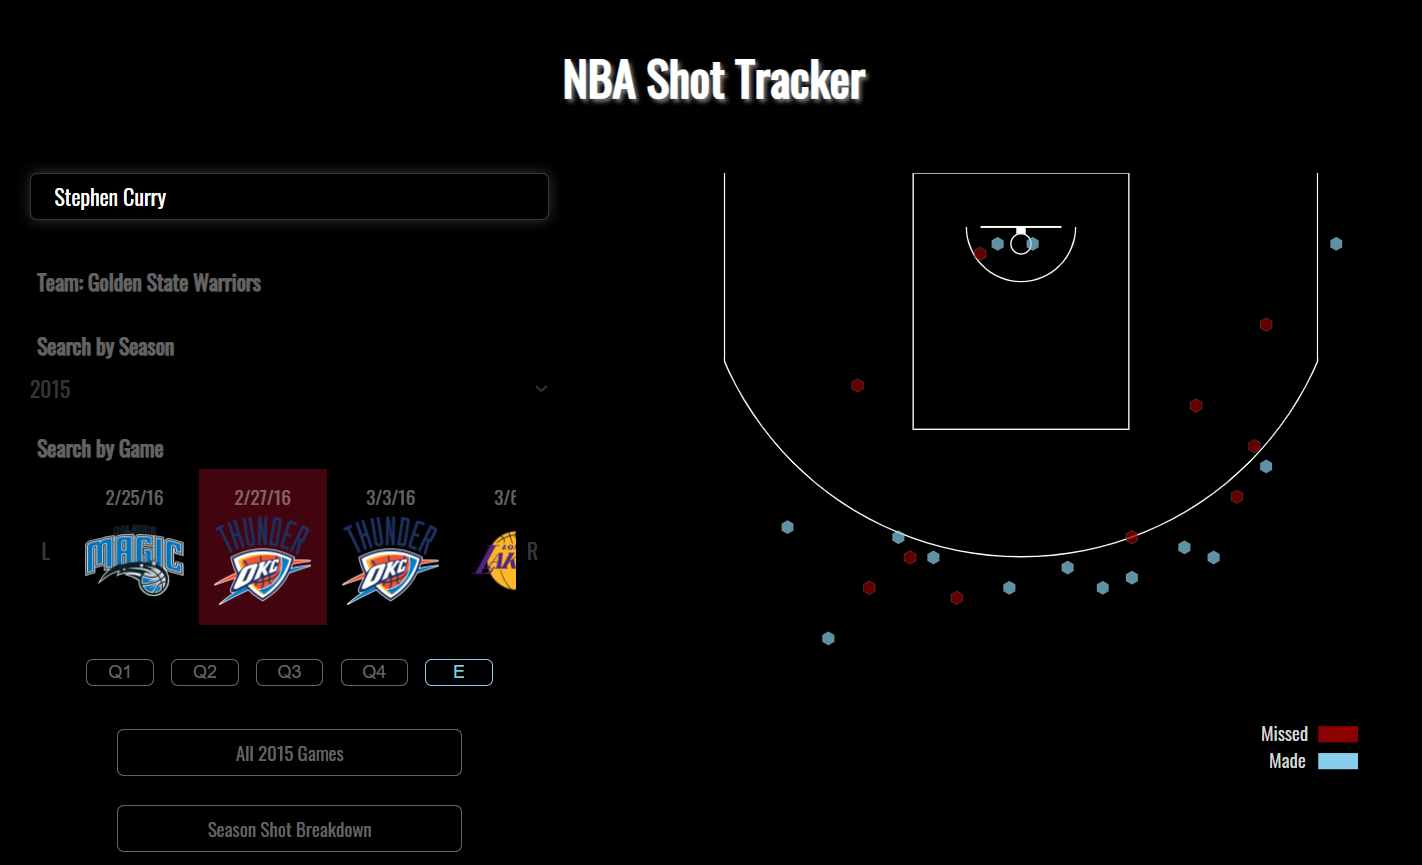 NBA Shot Tracker
Stephen Curry
Team: Golden State Warriors
Search by Season
2015
Search by Game
2/25/16
2/27/16
3/3/16
3/6
L
ORLANDO
MAGIC
THUNDER
OKC
THUNDER
OKC
R
Q1
Q2
Q3
Q4
E
All 2015 Games
Season Shot Breakdown
Missed
Made